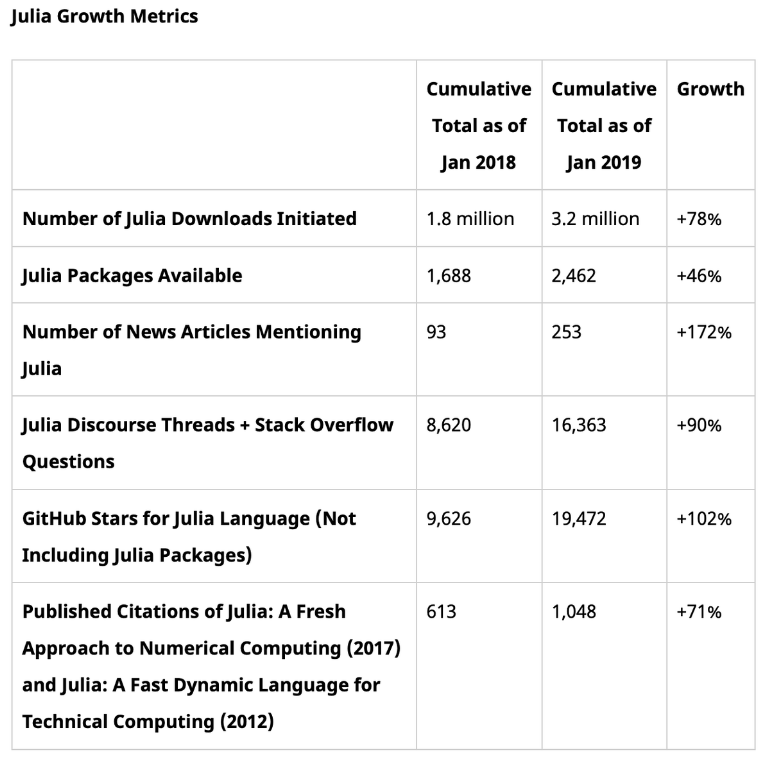 Julia Growth Metrics
Cumulative Total as of Jan 2018
Cumulative Total as of Jan 2019
Growth
Number of Julia Downloads Initiated 1.8 million 3.2 million +78%
Julia Packages Available 1,688 2,462 +46%
Number of News Articles Mentioning 93 253 +172%
Julia
Julia Discourse Threads + Stack Overflow 8,620 16,363 +90%
Questions
GitHub Stars for Julia Language (Not 9,626 19,472 +102%
Including Julia Packages)
Published Citations of Julia: A Fresh 613 1,048 +71%
Approach to Numerical Computing (2017)
and Julia: A Fast Dynamic Language for
Technical Computing (2012)